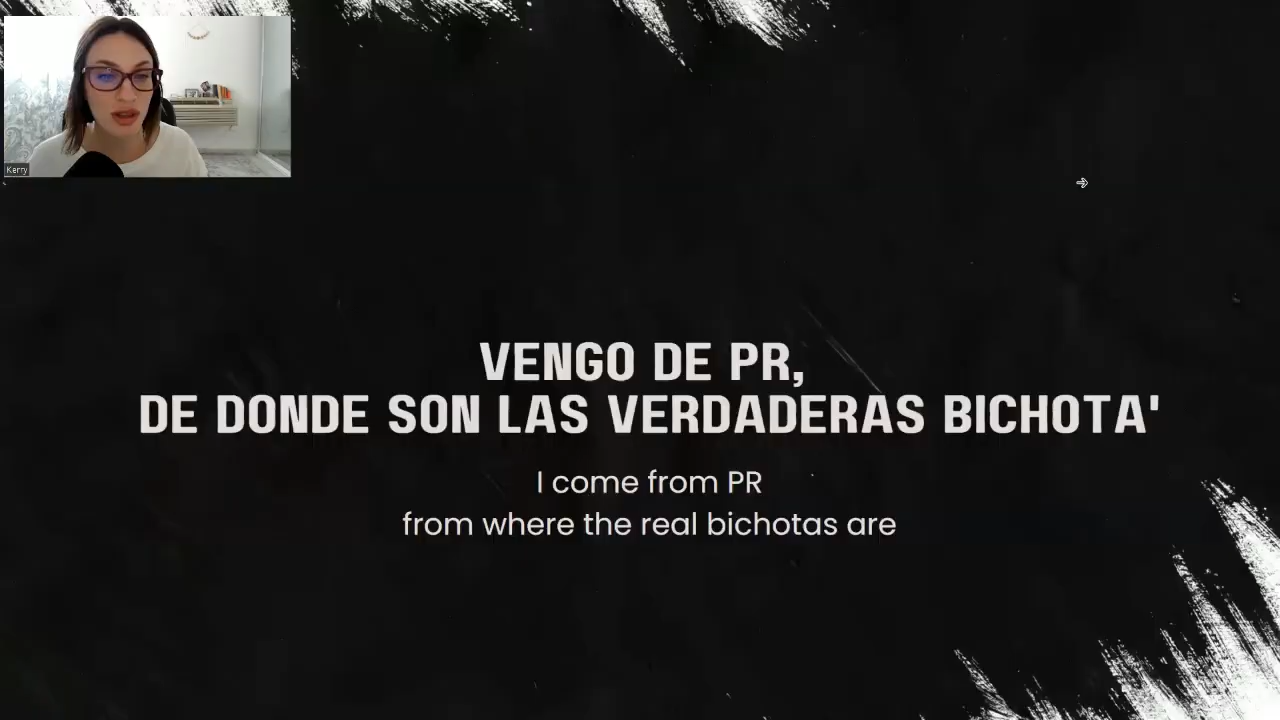 Kerry
VENGO DE PR,
DE DONDE SON LAS VERDADERAS BICHOTA'
I come from PR
from where the real bichotas are